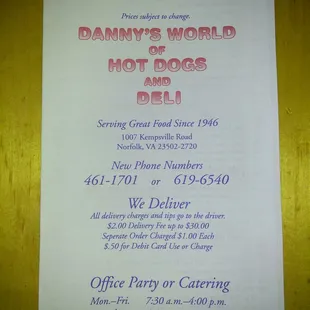 Prices subject to change.
DANNY'S WORLD
OF
HOT DOGS
AND
DELI
Serving Great Food Since 1946
1007 Kempsville Road
Norfolk, VA 23502-2720
New Phone Numbers
461-1701 or 619-6540
We Deliver
All delivery charges and tips go to the driver.
$2.00 Delivery Fee up to $30.00
Seperate Order Charged $1.00 Each
$.50 for Debit Card Use or Charge
Office Party or Catering
Mon.–Fri. 7:30 a.m.–4:00 p.m.